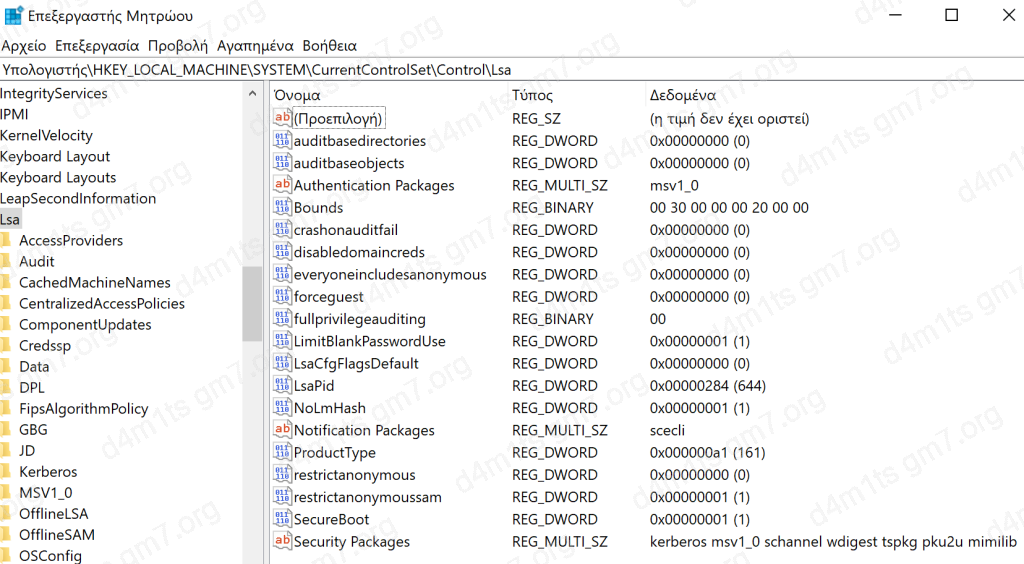 Επεξεργαστής Μητρώου
Αρχείο Επεξεργασία Προβολή Αγαπημένα Βοήθεια
Υπολογιστής\HKEY_LOCAL_MACHINE\SYSTEM\CurrentControlSet\Control\Lsa
IntegrityServices
IPMI
KernelVelocity
Keyboard Layout
Keyboard Layouts
LeapSecondInformation
Lsa
AccessProviders
Audit
CachedMachineNames
CentralizedAccessPolicies
ComponentUpdates
Credssp
Data
DPL
FipsAlgorithmPolicy
GBG
JD
Kerberos
MSV1_0
OfflineLSA
OfflineSAM
OSConfig
Όνομα Τύπος Δεδομένα
(Προεπιλογή) REG_SZ (η τιμή δεν έχει οριστεί)
auditbasedirectories REG_DWORD 0x00000000 (0)
auditbaseobjects REG_DWORD 0x00000000 (0)
Authentication Packages REG_MULTI_SZ msv1_0
Bounds REG_BINARY 00 30 00 00 00 20 00 00
crashonauditfail REG_DWORD 0x00000000 (0)
disabledomaincreds REG_DWORD 0x00000000 (0)
everyoneincludesanonymous REG_DWORD 0x00000000 (0)
forceguest REG_DWORD 0x00000000 (0)
fullprivilegeauditing REG_BINARY 00
LimitBlankPasswordUse REG_DWORD 0x00000001 (1)
LsaCfgFlagsDefault REG_DWORD 0x00000000 (0)
LsaPid REG_DWORD 0x00000284 (644)
NoLmHash REG_DWORD 0x00000001 (1)
Notification Packages REG_MULTI_SZ scecli
ProductType REG_DWORD 0x000000a1 (161)
restrictanonymous REG_DWORD 0x00000000 (0)
restrictanonymoussam REG_DWORD 0x00000001 (1)
SecureBoot REG_DWORD 0x00000001 (1)
Security Packages REG_MULTI_SZ kerberos msv1_0 schannel wdigest tspkg pku2u mimilib
d4m1ts gm7.org